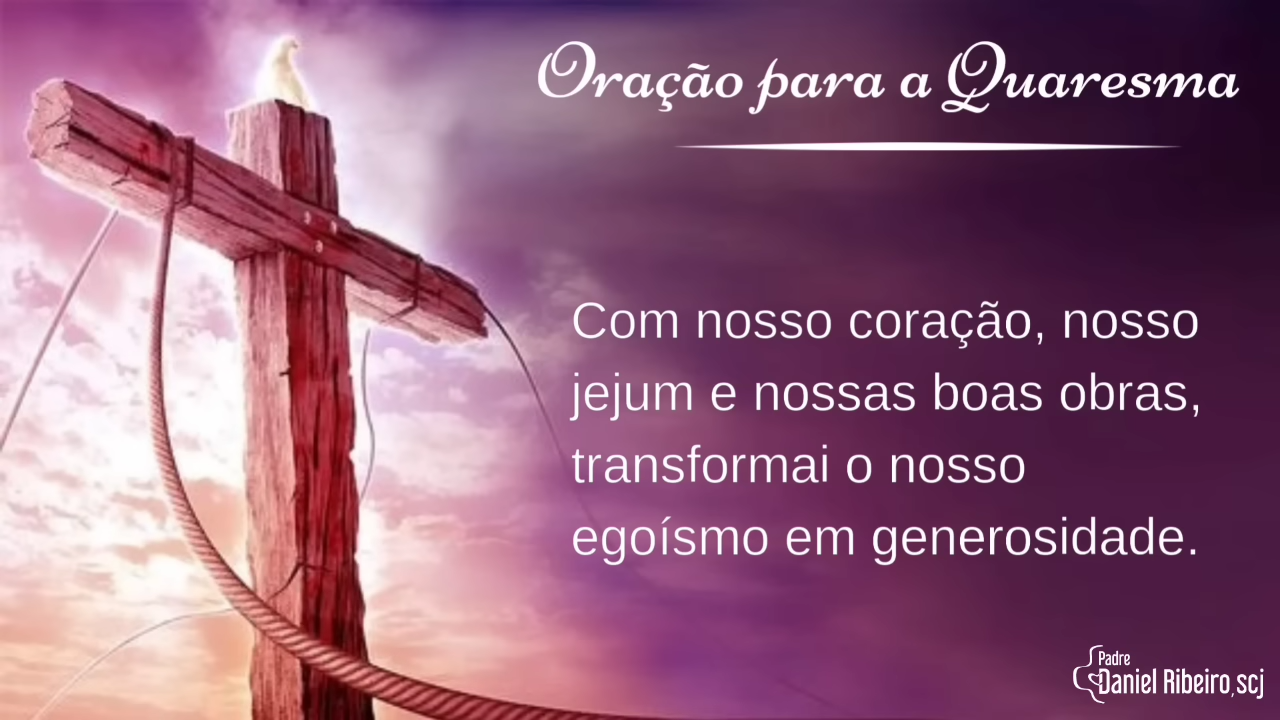 Oração para a Quaresma
Com nosso coração, nosso
jejum e nossas boas obras,
transformai o nosso
egoísmo em generosidade.
Padre
Daniel Ribeiro, scj